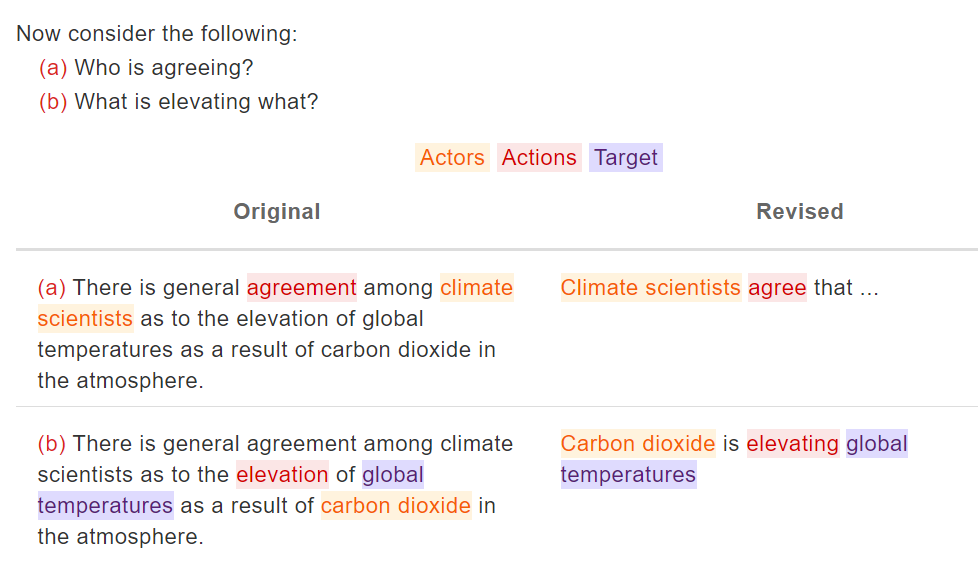 Now consider the following:
(a) Who is agreeing?
(b) What is elevating what?
Actors Actions Target
Original Revised
(a) There is general agreement among climate
scientists as to the elevation of global
temperatures as a result of carbon dioxide in
the atmosphere.
Climate scientists agree that ...
(b) There is general agreement among climate
scientists as to the elevation of global
temperatures as a result of carbon dioxide in
the atmosphere.
Carbon dioxide is elevating global
temperatures